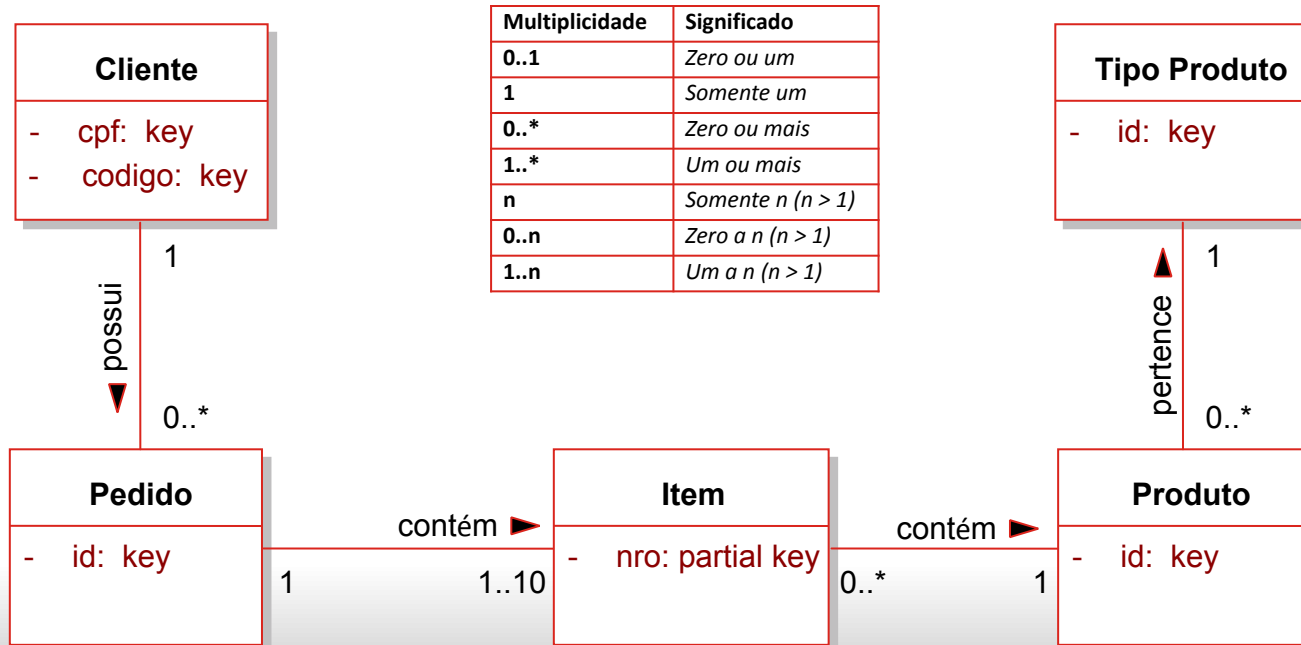 Cliente
- cpf: key
- codigo: key
Multiplicidade Significado
0..1 Zero ou um
1 Somente um
0..* Zero ou mais
1..* Um ou mais
n Somente n (n > 1)
0..n Zero a n (n > 1)
1..n Um a n (n > 1)
Tipo Produto
- id: key
1
possui
0..*
1
pertence
0..*
Pedido
- id: key
contém
1
1..10
Item
- nro: partial key
contém
0..*
1
Produto
- id: key